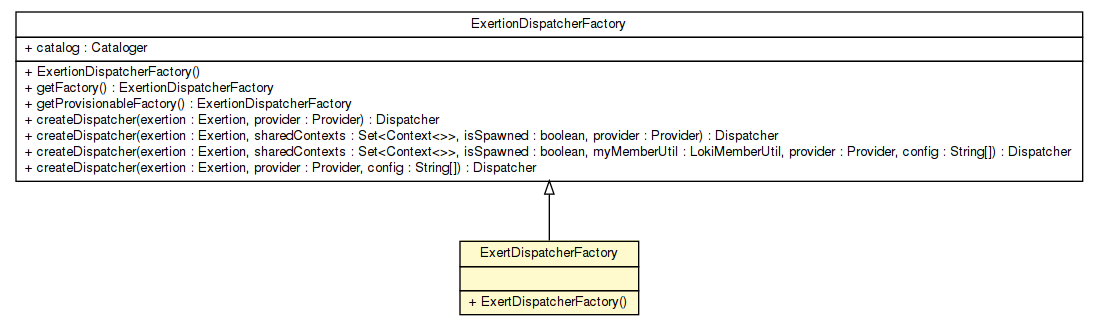 ExertionDispatcherFactory
+ catalog : Cataloger
+ ExertionDispatcherFactory()
+ getFactory() : ExertionDispatcherFactory
+ getProvisionableFactory() : ExertionDispatcherFactory
+ createDispatcher(exertion : Exertion, provider : Provider) : Dispatcher
+ createDispatcher(exertion : Exertion, sharedContexts : Set<Context<>>, isSpawned : boolean, provider : Provider) : Dispatcher
+ createDispatcher(exertion : Exertion, sharedContexts : Set<Context<>>, isSpawned : boolean, myMemberUtil : LokiMemberUtil, provider : Provider, config : String[]) : Dispatcher
+ createDispatcher(exertion : Exertion, provider : Provider, config : String[]) : Dispatcher
ExertDispatcherFactory
+ ExertDispatcherFactory()